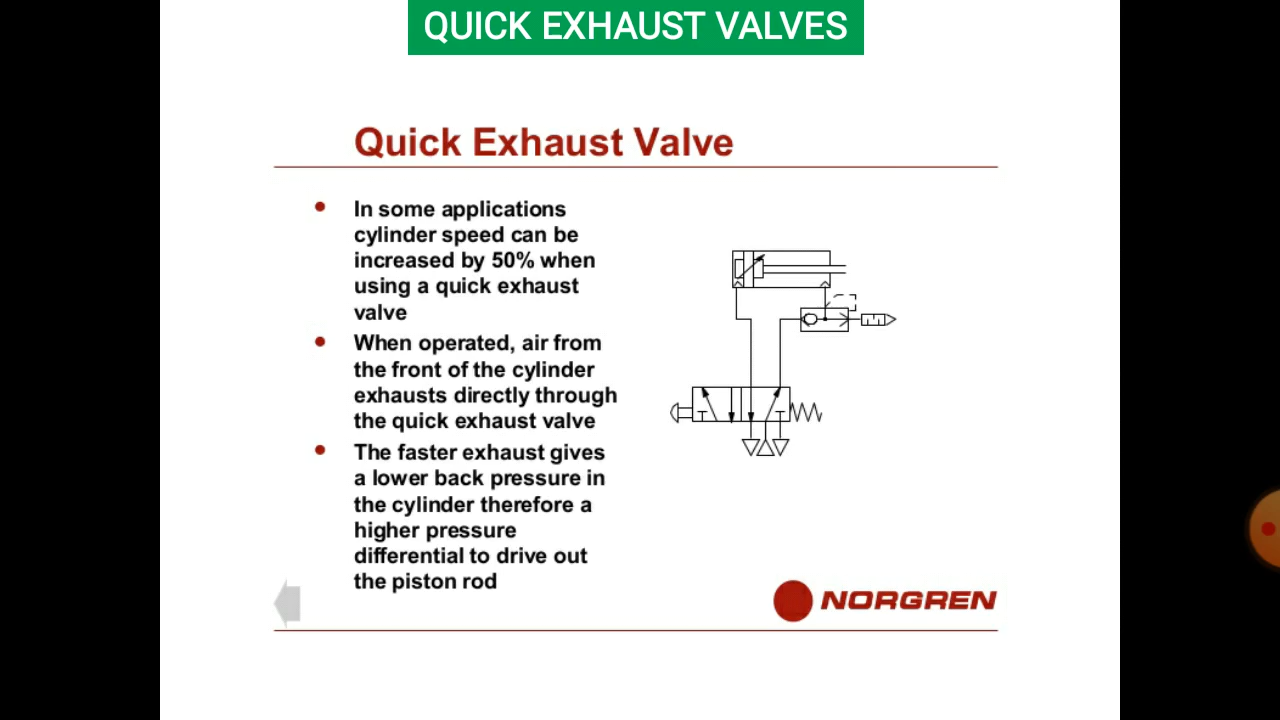 QUICK EXHAUST VALVES
Quick Exhaust Valve
In some applications
cylinder speed can be
increased by 50% when
using a quick exhaust
valve
When operated, air from
the front of the cylinder
exhausts directly through
the quick exhaust valve
The faster exhaust gives
a lower back pressure in
the cylinder therefore a
higher pressure
differential to drive out
the piston rod
NORGREN